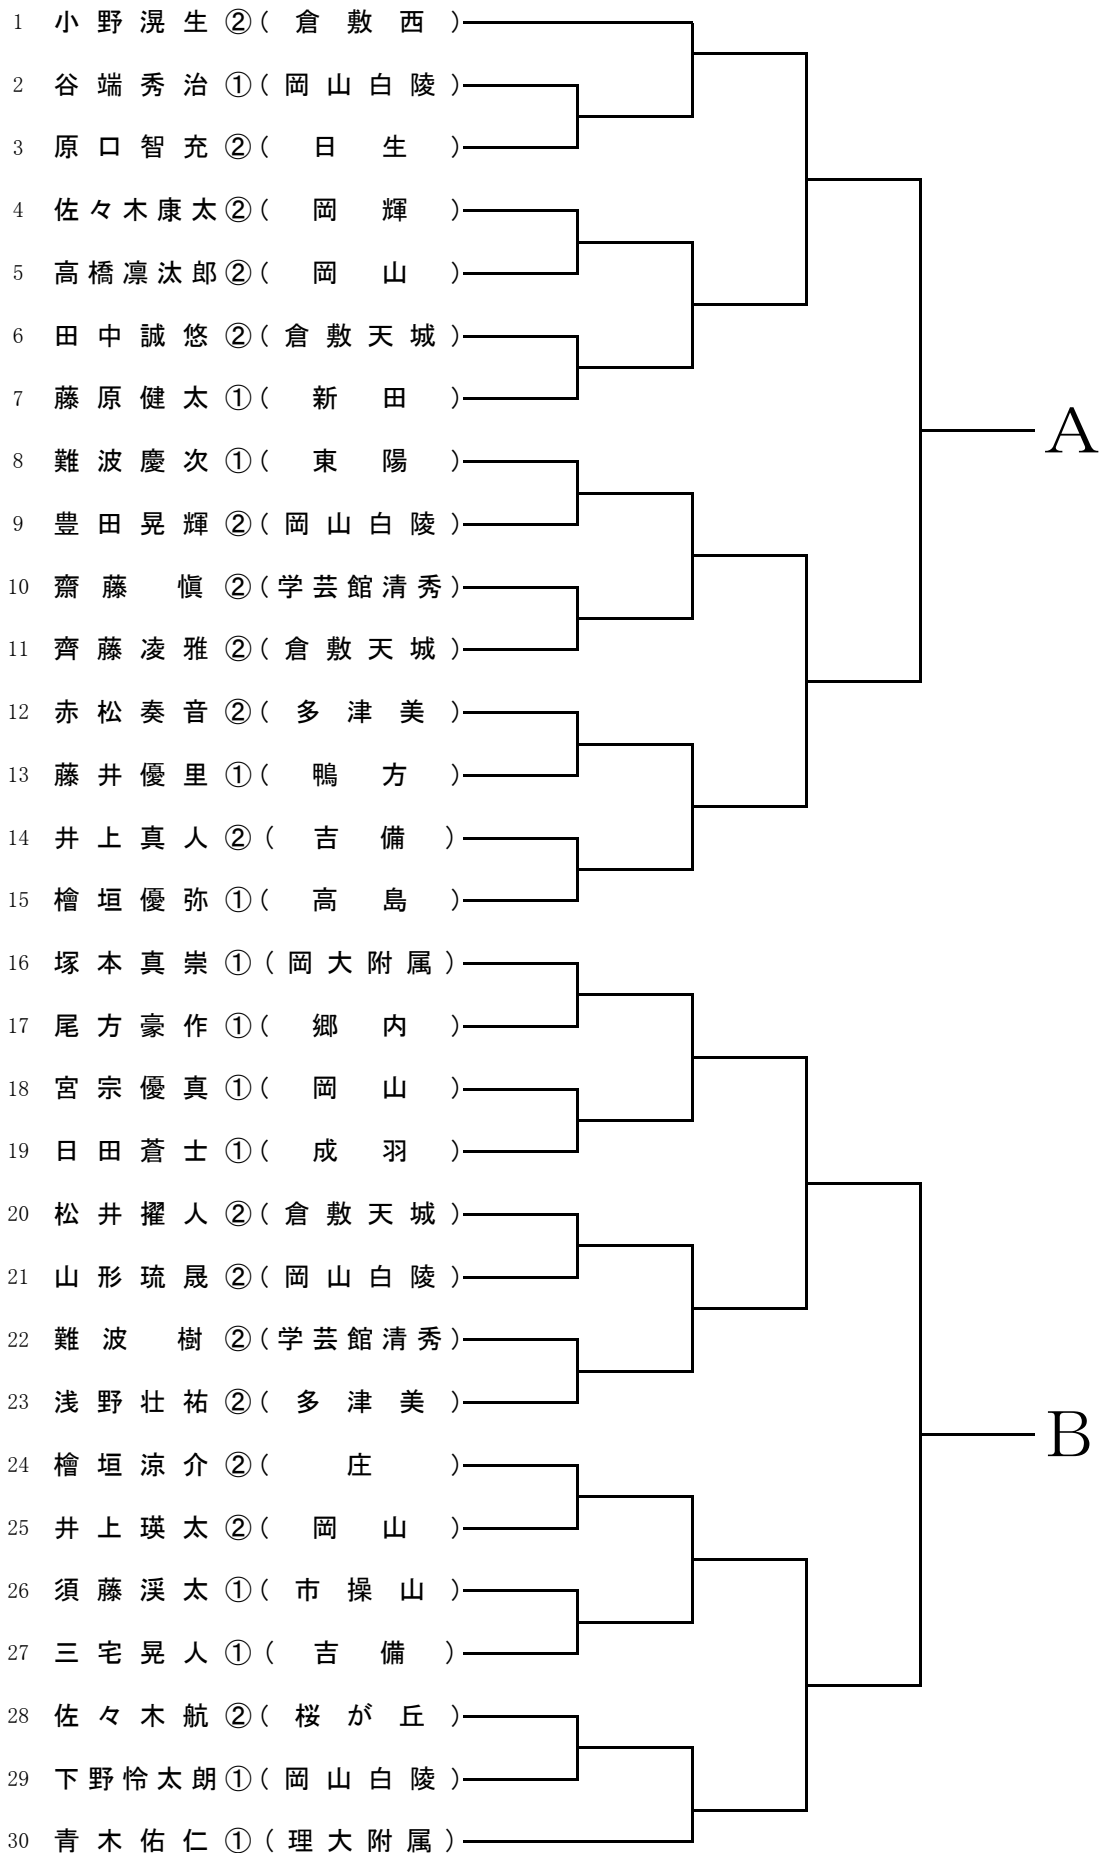 1 小野滉生②(倉敷西)
2 谷端秀治①(岡山白陵)
3 原口智充②(日生)
4 佐々木康太②(岡輝)
5 高橋凛汰郎②(岡山)
6 田中誠悠②(倉敷天城)
7 藤原健太①(新田)
A
8 難波慶次①(東陽)
9 豊田晃輝②(岡山白陵)
10 齋藤愼②(学芸館清秀)
11 齊藤凌雅②(倉敷天城)
12 赤松奏音②(多津美)
13 藤井優里①(鴨方)
14 井上真人②(吉備)
15 檜垣優弥①(高島)
16 塚本真崇①(岡大附属)
17 尾方豪作①(郷内)
18 宮宗優真①(岡山)
19 日田蒼士①(成羽)
20 松井擢人②(倉敷天城)
21 山形琉晟②(岡山白陵)
22 難波樹②(学芸館清秀)
23 浅野壮祐②(多津美)
B
24 檜垣涼介②(庄)
25 井上瑛太②(岡山)
26 須藤渓太①(市操山)
27 三宅晃人①(吉備)
28 佐々木航②(桜が丘)
29 下野怜太朗①(岡山白陵)
30 青木佑仁①(理大附属)